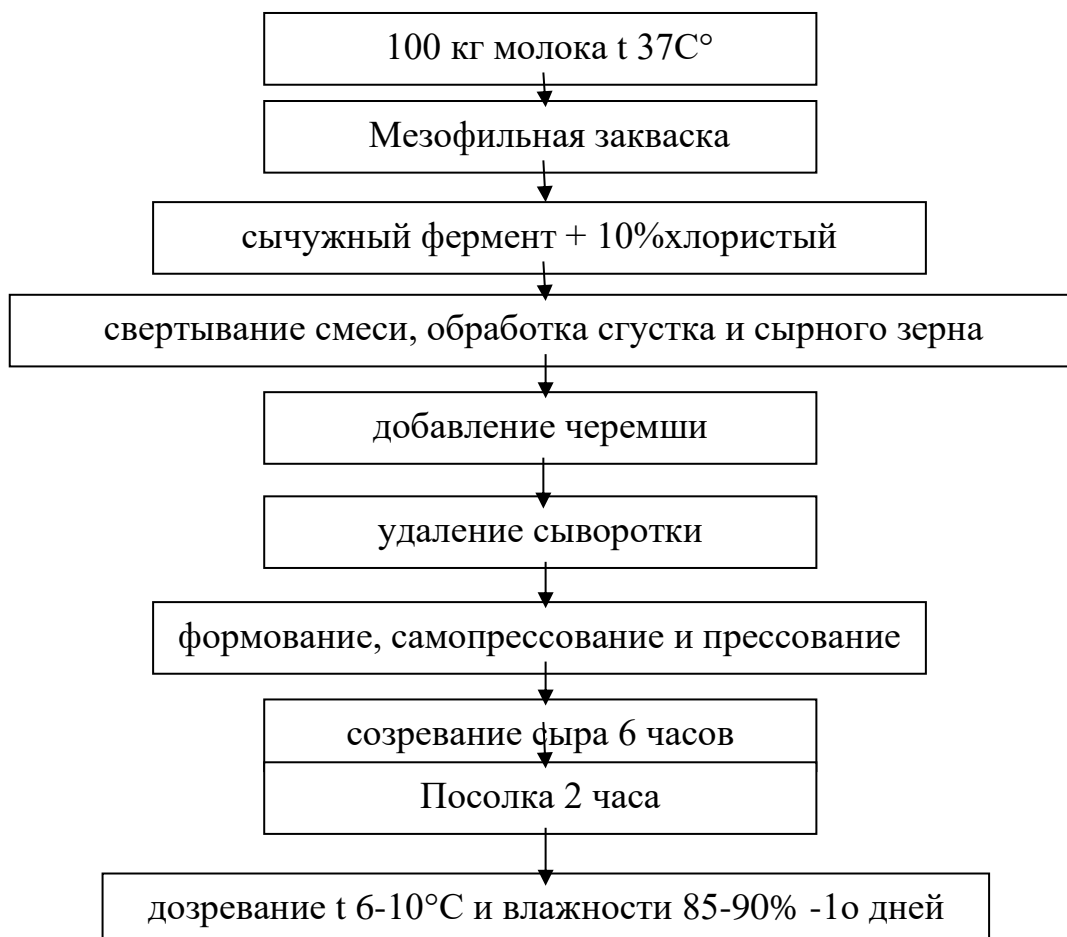 100 кг молока t 37С°
Мезофильная закваска
сычужный фермент + 10%хлористый
свертывание смеси, обработка сгустка и сырного зерна
добавление черемши
удаление сыворотки
формование, самопрессование и прессование
созревание сыра 6 часов
Посолка 2 часа
дозревание t 6-10°С и влажности 85-90% -1о дней